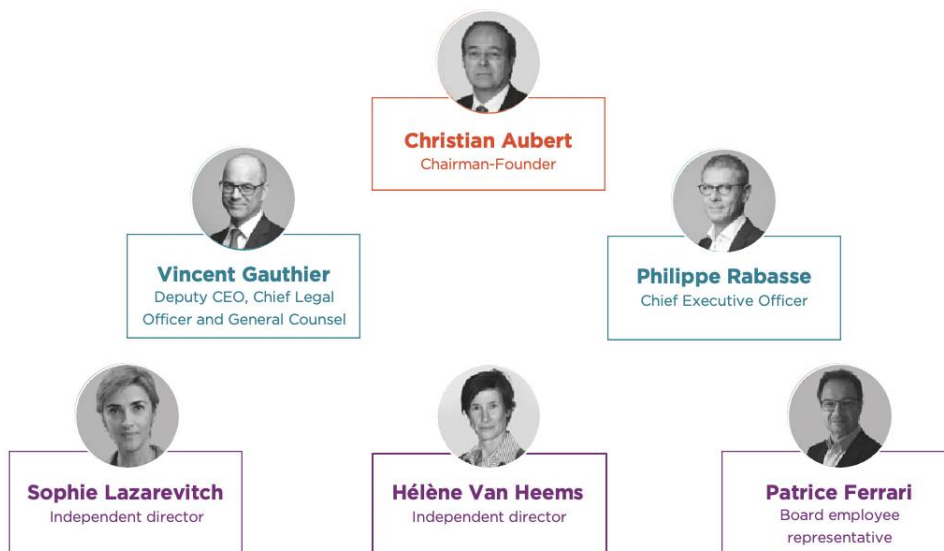 Christian Aubert
Chairman-Founder
Vincent Gauthier
Deputy CEO, Chief Legal
Officer and General Counsel
Philippe Rabasse
Chief Executive Officer
Sophie Lazarevitch
Independent director
Hélène Van Heems
Independent director
Patrice Ferrari
Board employee
representative